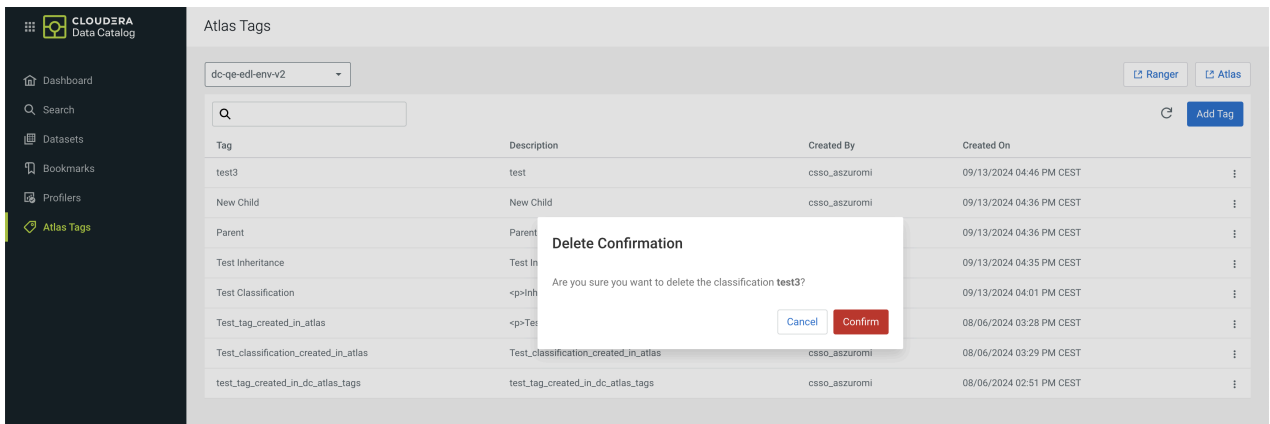 CLOUDERA
Data Catalog
Atlas Tags
Dashboard
Search
Datasets
Bookmarks
Profilers
Atlas Tags
dc-qe-edl-env-v2
Ranger
Atlas
Add Tag
Tag Description Created By Created On
test3 test csso_aszuromi 09/13/2024 04:46 PM CEST
New Child New Child csso_aszuromi 09/13/2024 04:36 PM CEST
Parent Parent 09/13/2024 04:36 PM CEST
Test Inheritance Test In 09/13/2024 04:35 PM CEST
Test Classification <p>Inh 09/13/2024 04:01 PM CEST
Test_tag_created_in_atlas <p>Tes 08/06/2024 03:28 PM CEST
Test_classification_created_in_atlas Test_classification_created_in_atlas csso_aszuromi 08/06/2024 03:29 PM CEST
test_tag_created_in_dc_atlas_tags test_tag_created_in_dc_atlas_tags csso_aszuromi 08/06/2024 02:51 PM CEST
Delete Confirmation
Are you sure you want to delete the classification test3?
Cancel
Confirm